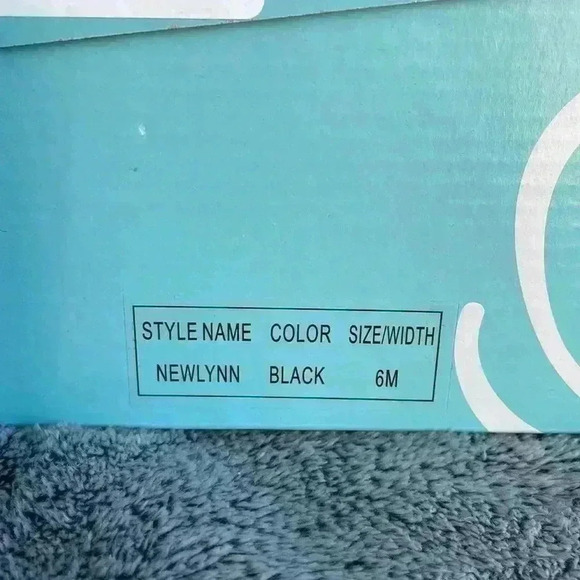 STYLE NAME COLOR SIZE/WIDTH
NEWLYNN BLACK 6M